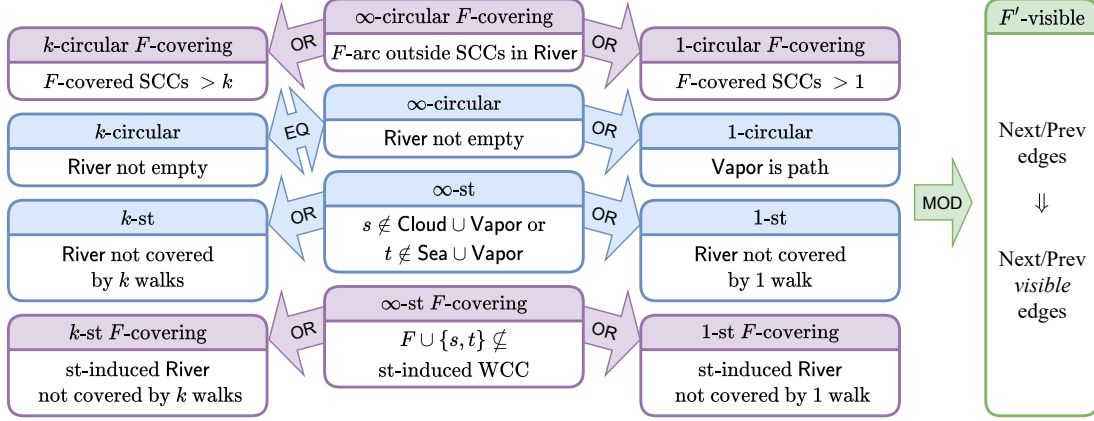 ∞-circular F-covering
F-arc outside SCCs in River
k-circular F-covering
F-covered SCCs > k
OR
OR
1-circular F-covering
F-covered SCCs > 1
∞-circular
River not empty
k-circular
River not empty
EQ
OR
1-circular
Vapor is path
∞-st
s ∉ Cloud ∪ Vapor or
t ∉ Sea ∪ Vapor
k-st
River not covered
by k walks
OR
OR
1-st
River not covered
by 1 walk
∞-st F-covering
F ∪ {s, t} ⊈
st-induced WCC
k-st F-covering
st-induced River
not covered by k walks
OR
OR
1-st F-covering
st-induced River
not covered by 1 walk
MOD
F′-visible
Next/Prev
edges
⇓
Next/Prev
visible
edges